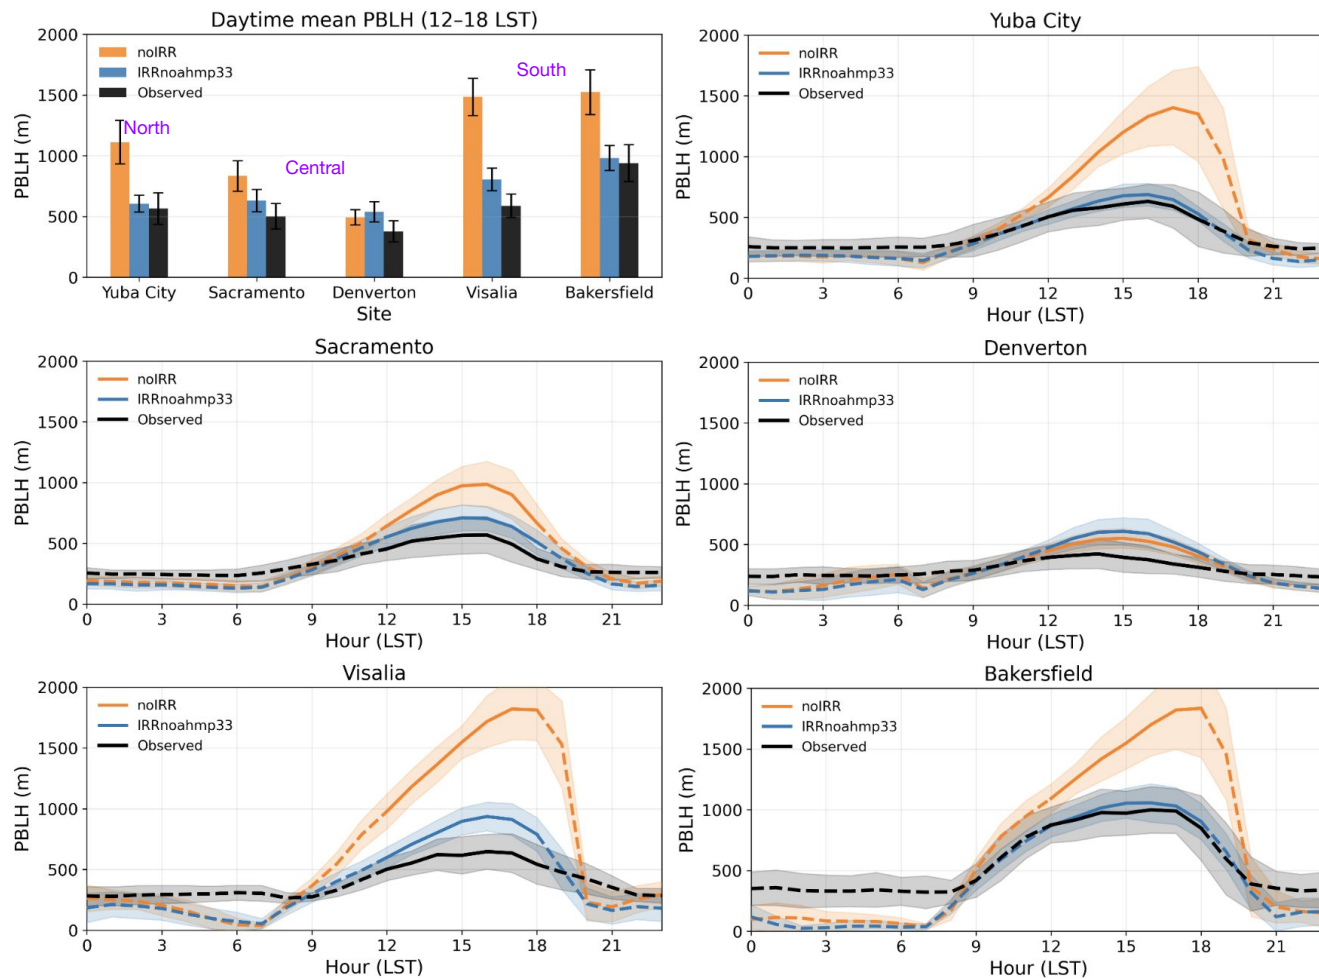 Daytime mean PBLH (12–18 LST)
2000
1500
1000
500
0
PBLH (m)
noIRR
IRRnoahmp33
Observed
North
Central
South
Yuba City
Sacramento
Denverton
Visalia
Bakersfield
Site
Yuba City
2000
1500
1000
500
0
PBLH (m)
noIRR
IRRnoahmp33
Observed
0 3 6 9 12 15 18 21
Hour (LST)
Sacramento
2000
1500
1000
500
0
PBLH (m)
noIRR
IRRnoahmp33
Observed
0 3 6 9 12 15 18 21
Hour (LST)
Denverton
2000
1500
1000
500
0
PBLH (m)
noIRR
IRRnoahmp33
Observed
0 3 6 9 12 15 18 21
Hour (LST)
Visalia
2000
1500
1000
500
0
PBLH (m)
noIRR
IRRnoahmp33
Observed
0 3 6 9 12 15 18 21
Hour (LST)
Bakersfield
2000
1500
1000
500
0
PBLH (m)
noIRR
IRRnoahmp33
Observed
0 3 6 9 12 15 18 21
Hour (LST)